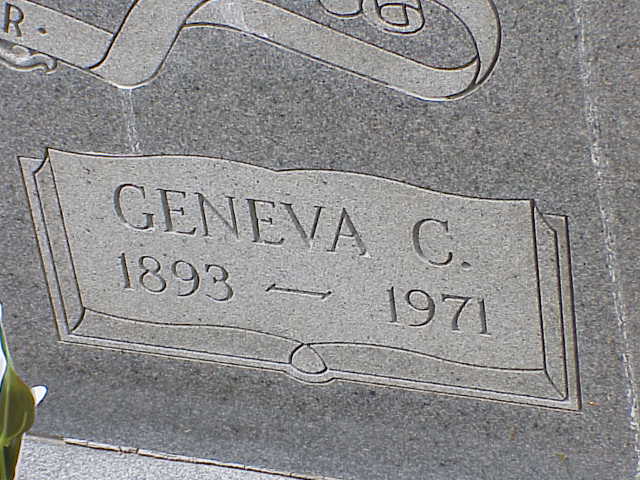 R.
GENEVA C.
1893 — 1971